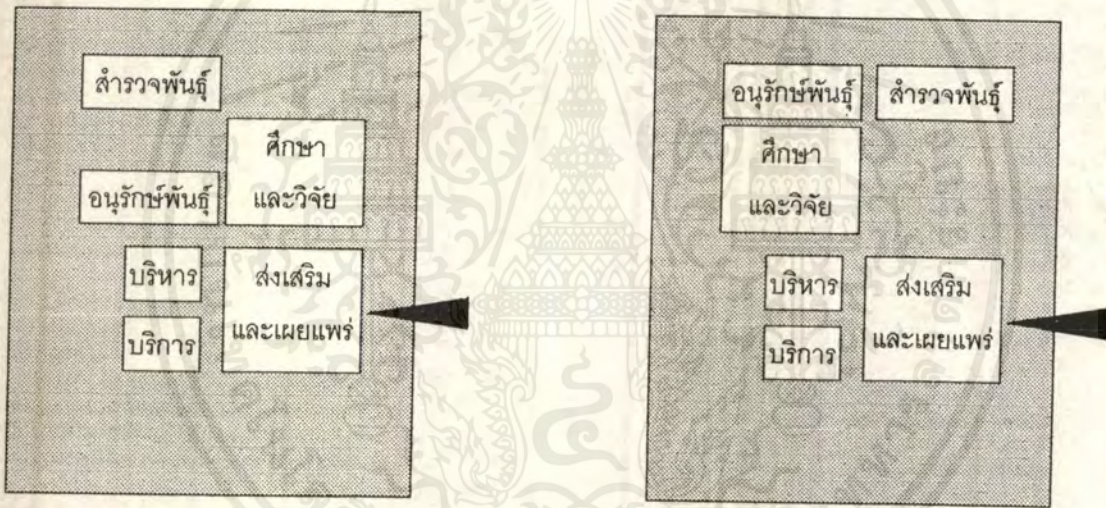 สำรวจพันธุ์
ศึกษา
และวิจัย
อนุรักษ์พันธุ์
บริหาร
ส่งเสริม
และเผยแพร่
บริการ
อนุรักษ์พันธุ์
สำรวจพันธุ์
ศึกษา
และวิจัย
บริหาร
ส่งเสริม
และเผยแพร่
บริการ